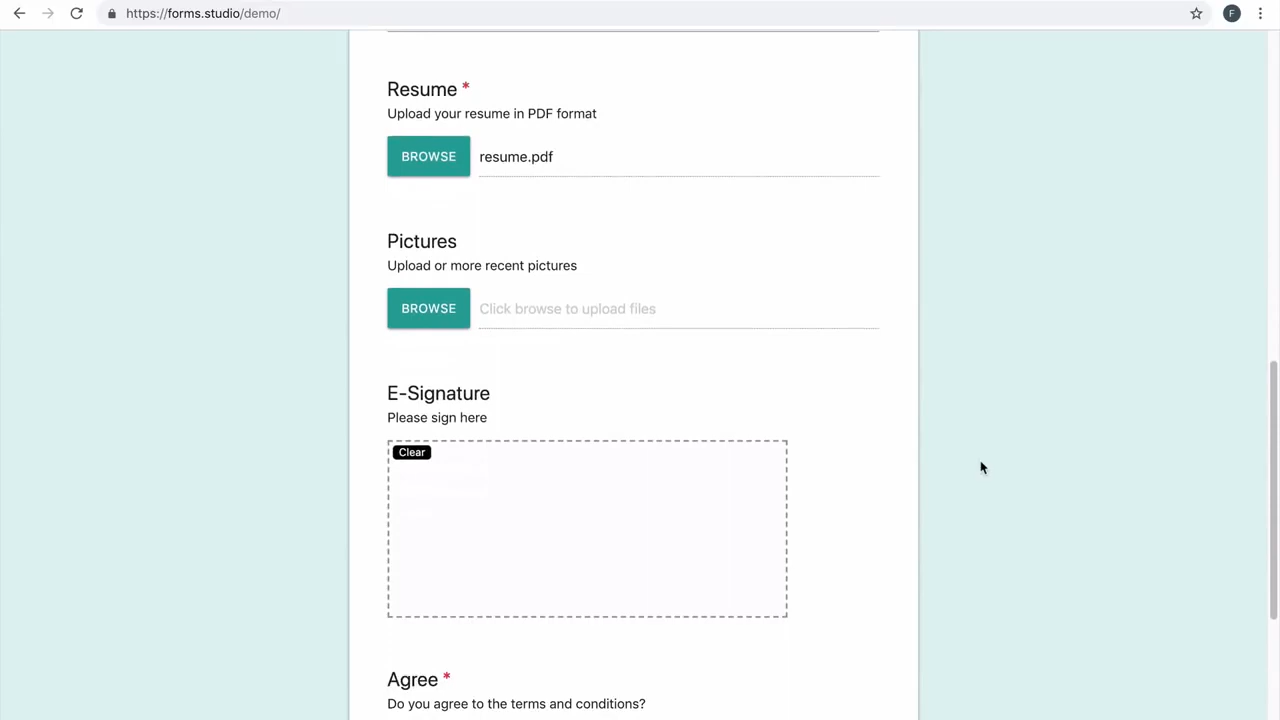 https://forms.studio/demo/
F
Resume *
Upload your resume in PDF format
BROWSE resume.pdf
Pictures
Upload or more recent pictures
BROWSE Click browse to upload files
E-Signature
Please sign here
Clear
Agree *
Do you agree to the terms and conditions?